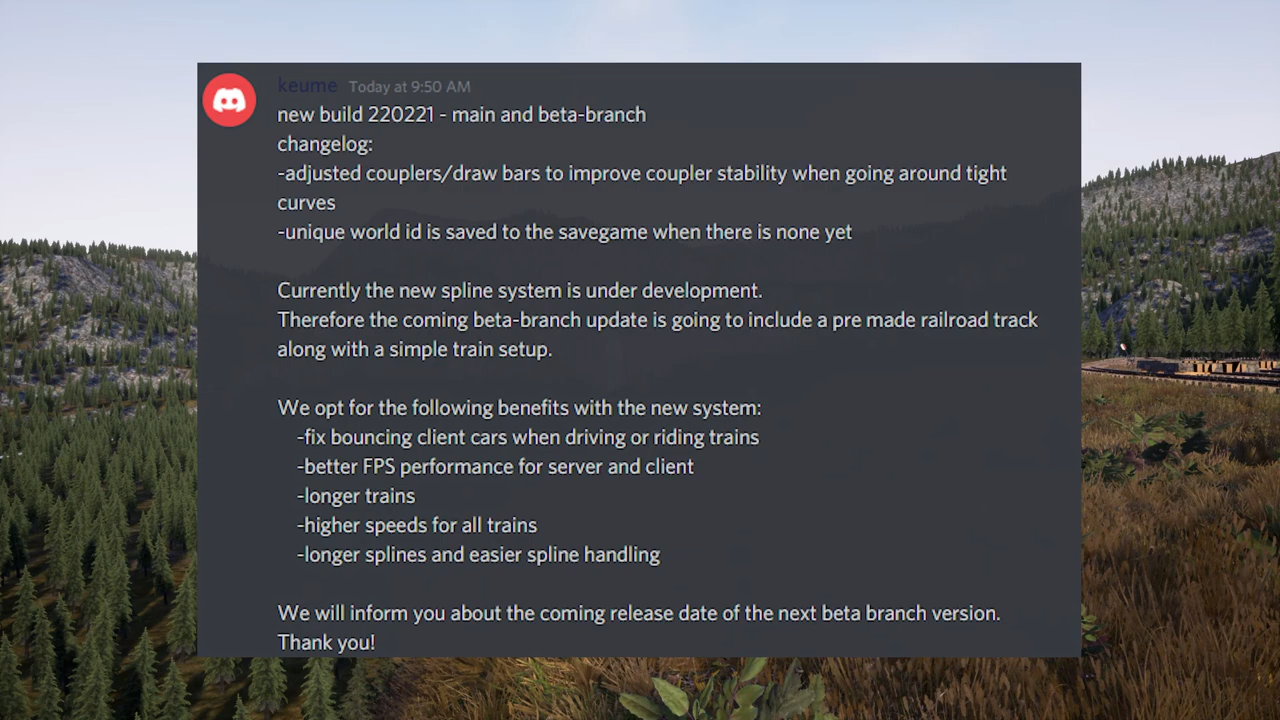 keume Today at 9:50 AM
new build 220221 - main and beta-branch
changelog:
-adjusted couplers/draw bars to improve coupler stability when going around tight
curves
-unique world id is saved to the savegame when there is none yet
Currently the new spline system is under development.
Therefore the coming beta-branch update is going to include a pre made railroad track
along with a simple train setup.
We opt for the following benefits with the new system:
-fix bouncing client cars when driving or riding trains
-better FPS performance for server and client
-longer trains
-higher speeds for all trains
-longer splines and easier spline handling
We will inform you about the coming release date of the next beta branch version.
Thank you!